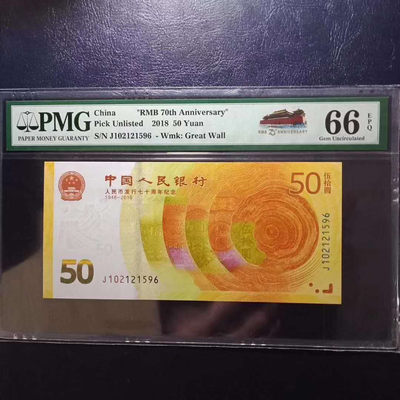 PMG
PAPER MONEY GUARANTY
China "RMB 70th Anniversary"
Pick Unlisted 2018 50 Yuan
S/N J102121596 - Wmk: Great Wall
66 EPQ
Gem Uncirculated
中国人民银行
人民币发行七十周年纪念
1948-2018
50 伍拾圆
J102121596
50 J102121596